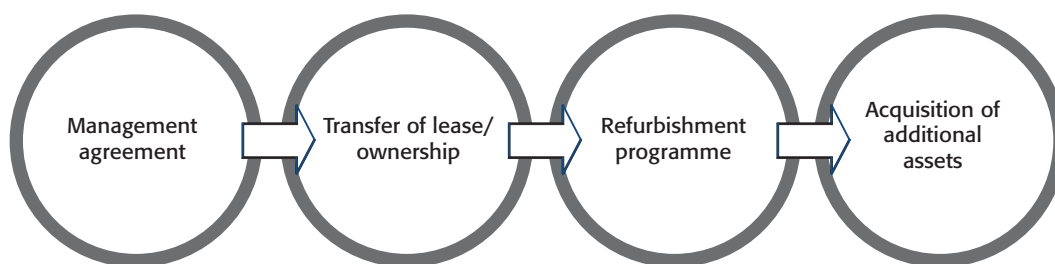 Management
agreement
Transfer of lease/
ownership
Refurbishment
programme
Acquisition of
additional
assets